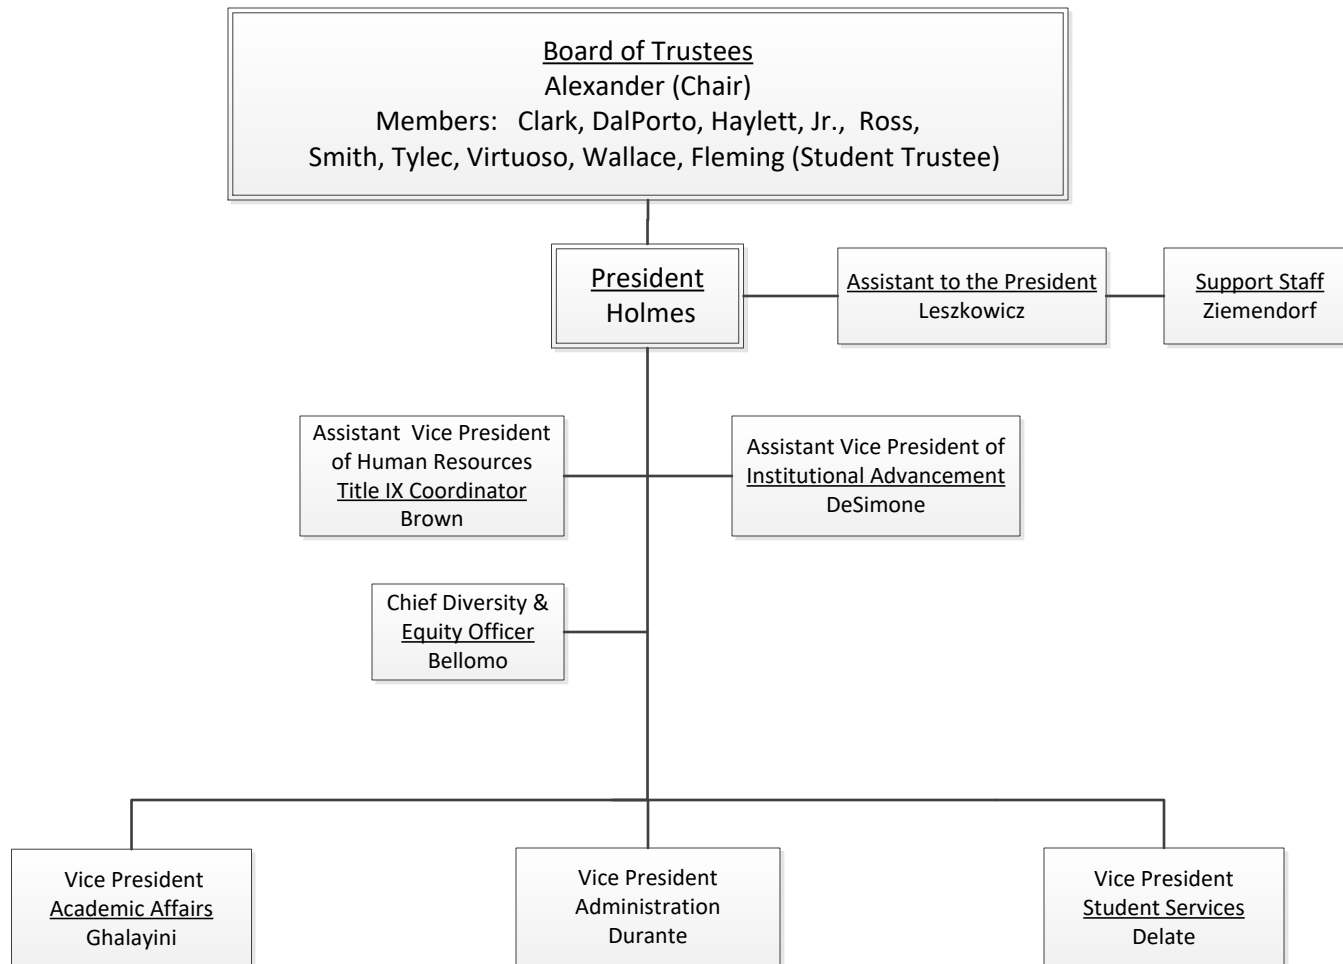 Board of Trustees
Alexander (Chair)
Members:   Clark, DalPorto, Haylett, Jr.,  Ross,
Smith, Tylec, Virtuoso, Wallace, Fleming (Student Trustee)
President
Holmes
Assistant to the President
Leszkowicz
Support Staff
Ziemendorf
Assistant  Vice President
of Human Resources
Title IX Coordinator
Brown
Assistant Vice President of
Institutional Advancement
DeSimone
Chief Diversity &
Equity Officer
Bellomo
Vice President
Academic Affairs
Ghalayini
Vice President
Administration
Durante
Vice President
Student Services
Delate